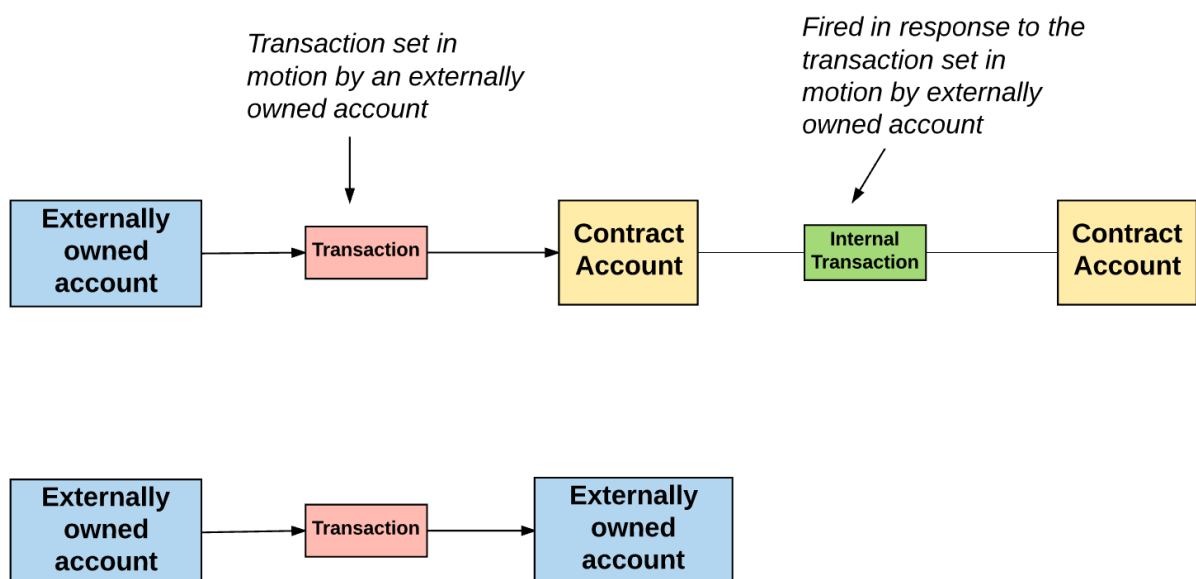 Transaction set in
motion by an externally
owned account
Fired in response to the
transaction set in
motion by externally
owned account
Externally
owned
account
Transaction
Contract
Account
Internal
Transaction
Contract
Account
Externally
owned
account
Transaction
Externally
owned
account